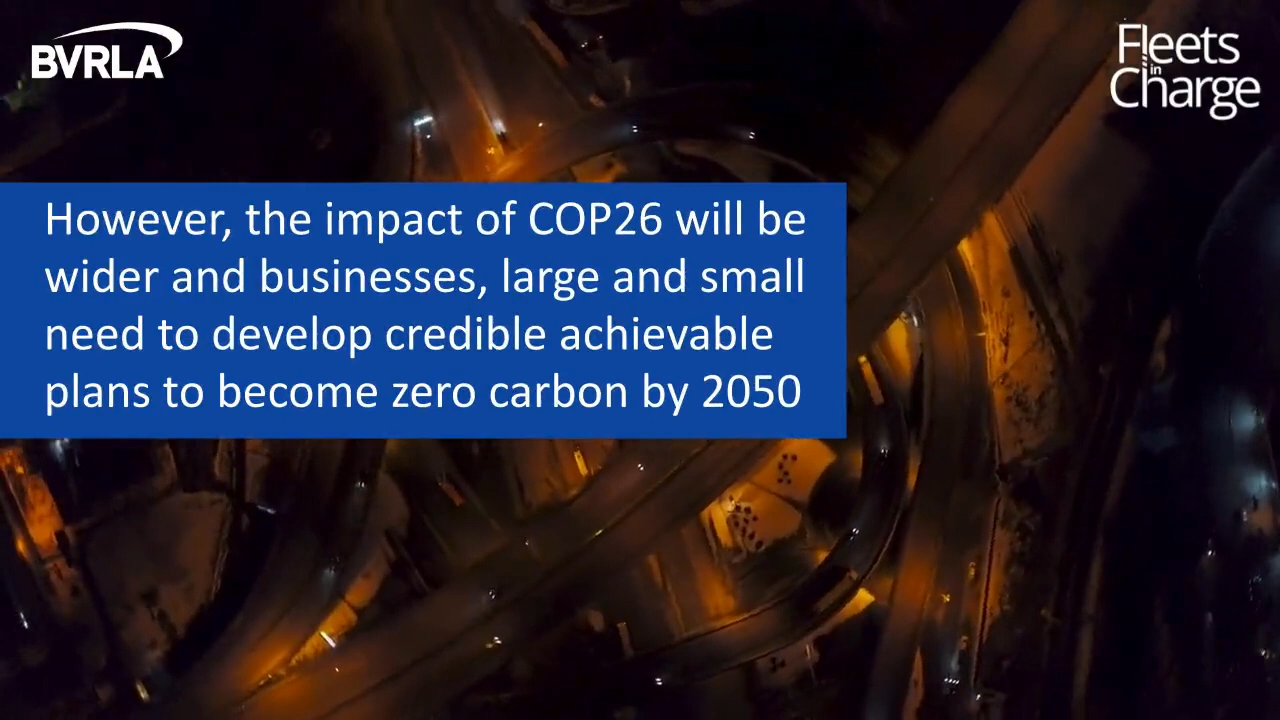 BVRLA
Fleets
in
Charge
However, the impact of COP26 will be
wider and businesses, large and small
need to develop credible achievable
plans to become zero carbon by 2050